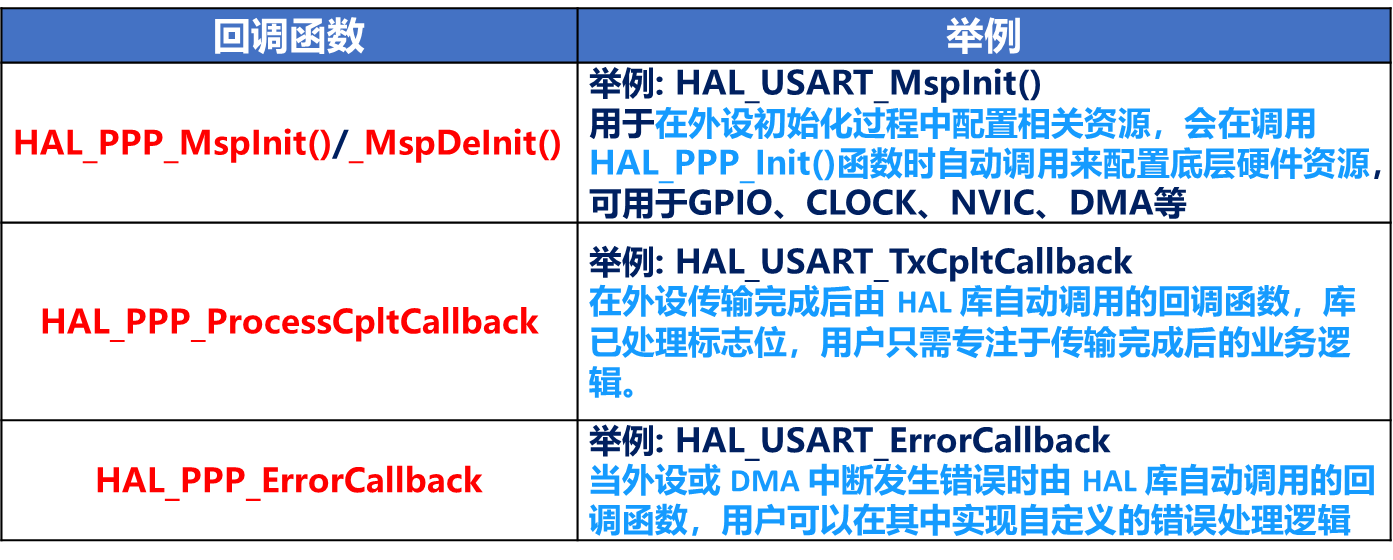 回调函数
举例
HAL_PPP_MspInit()/_MspDeInit()
举例: HAL_USART_MspInit()
用于在外设初始化过程中配置相关资源，会在调用
HAL_PPP_Init()函数时自动调用来配置底层硬件资源，
可用于GPIO、CLOCK、NVIC、DMA等
HAL_PPP_ProcessCpltCallback
举例: HAL_USART_TxCpltCallback
在外设传输完成后由 HAL 库自动调用的回调函数，库
已处理标志位，用户只需专注于传输完成后的业务逻
辑。
HAL_PPP_ErrorCallback
举例: HAL_USART_ErrorCallback
当外设或 DMA 中断发生错误时由 HAL 库自动调用的回
调函数，用户可以在其中实现自定义的错误处理逻辑